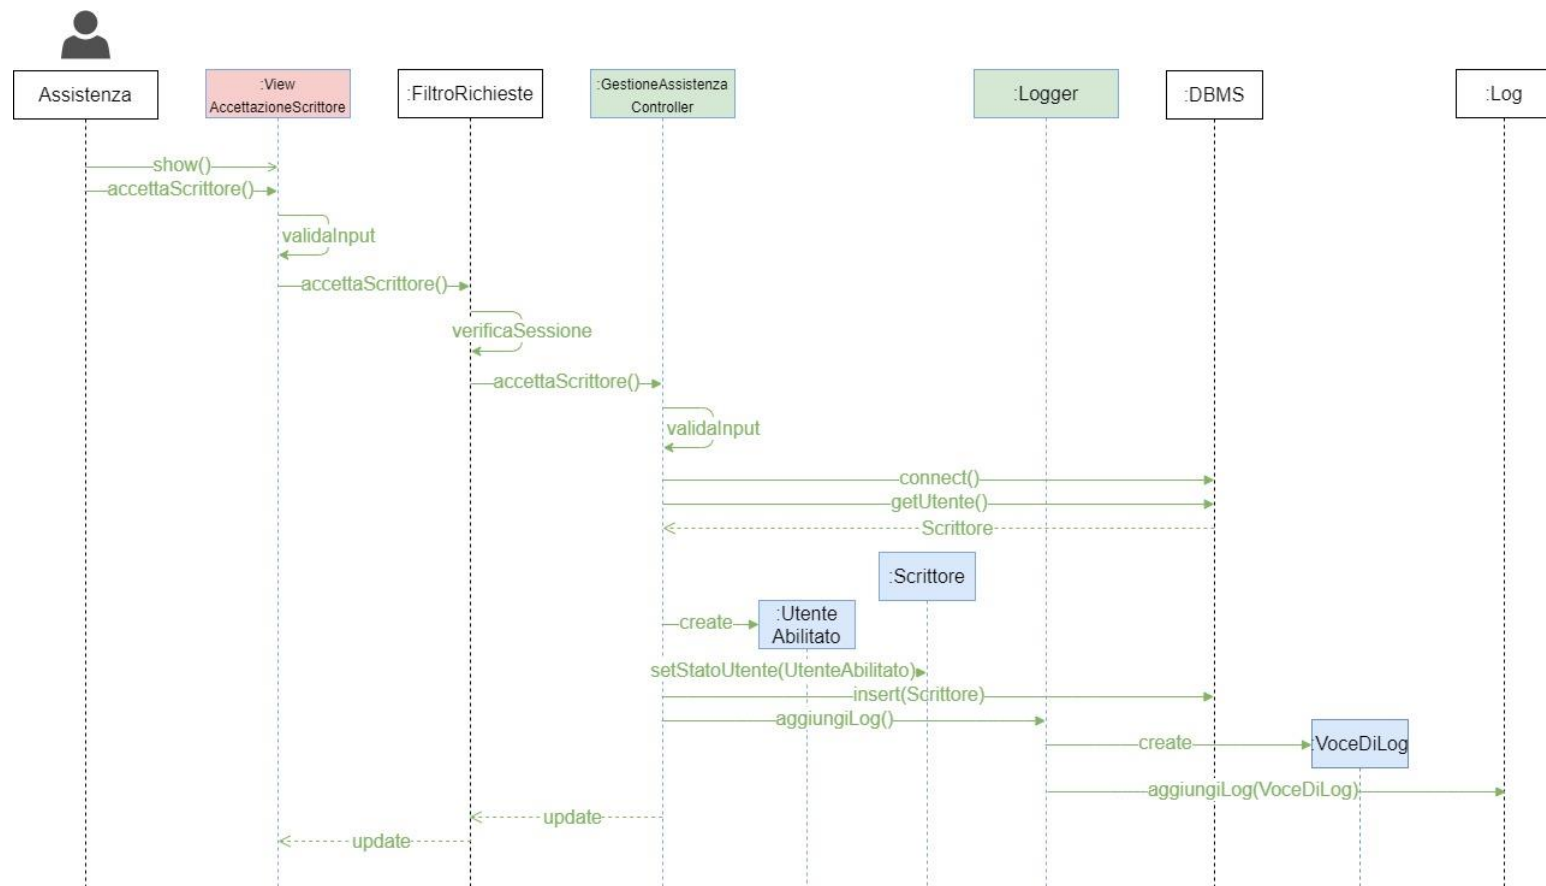 Assistenza
:View
AccettazioneScrittore
:FiltroRichieste
:GestioneAssistenza
Controller
:Logger
:DBMS
:Log
show()
accettaScrittore()
validaInput
accettaScrittore()
verificaSessione
accettaScrittore()
validaInput
connect()
getUtente()
Scrittore
:Scrittore
create
:Utente
Abilitato
setStatoUtente(UtenteAbilitato)
insert(Scrittore)
aggiungiLog()
create
:VoceDiLog
aggiungiLog(VoceDiLog)
update
update